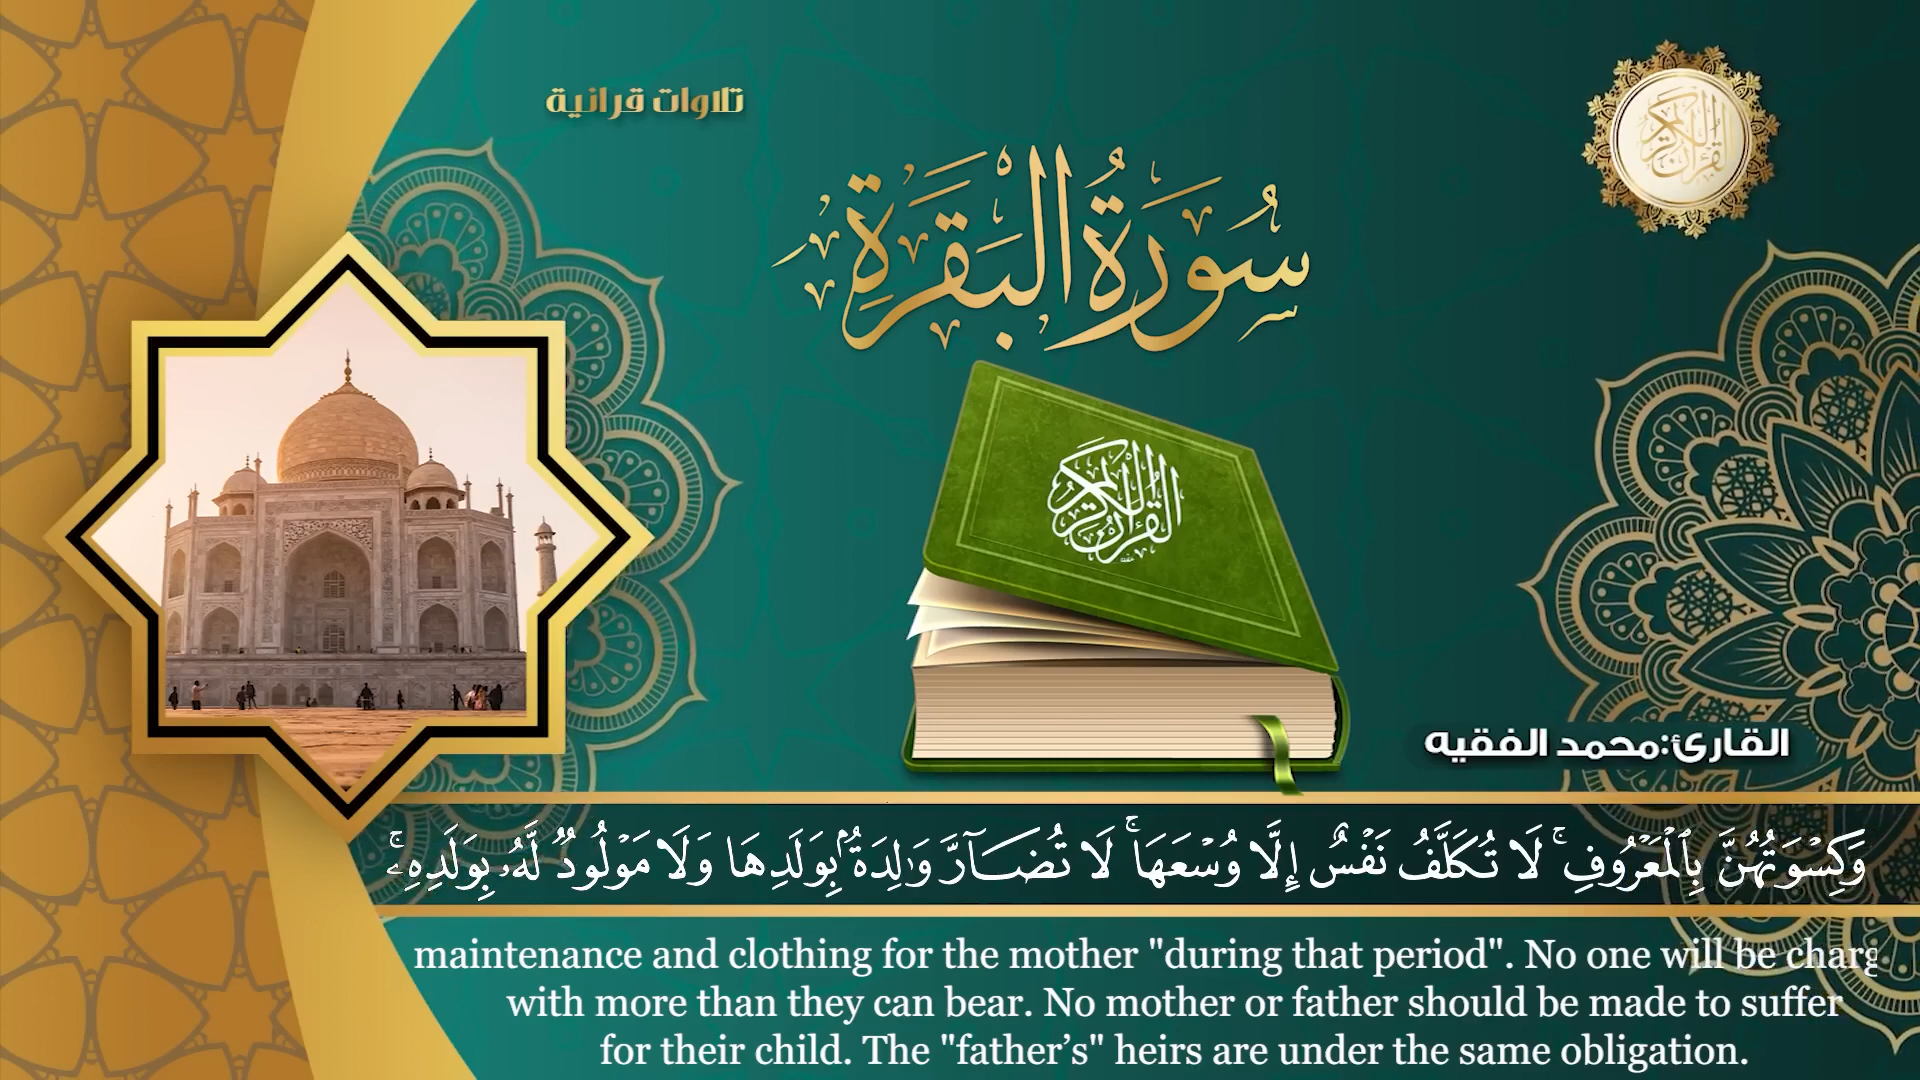 تلاوات قرانية
القرآن الكريم
سُورَةُ البَقَرَةِ
القرآن الكريم
القارئ:محمد الفقيه
وَكِسۡوَتُهُنَّ بِٱلۡمَعۡرُوفِۚ لَا تُكَلَّفُ نَفۡسٌ إِلَّا وُسۡعَهَاۚ لَا تُضَآرَّ وَٰلِدَةُۢ بِوَلَدِهَا وَلَا مَوۡلُودٞ لَّهُۥ بِوَلَدِهِۦۚ
maintenance and clothing for the mother "during that period". No one will be charg
with more than they can bear. No mother or father should be made to suffer
for their child. The "father’s" heirs are under the same obligation.